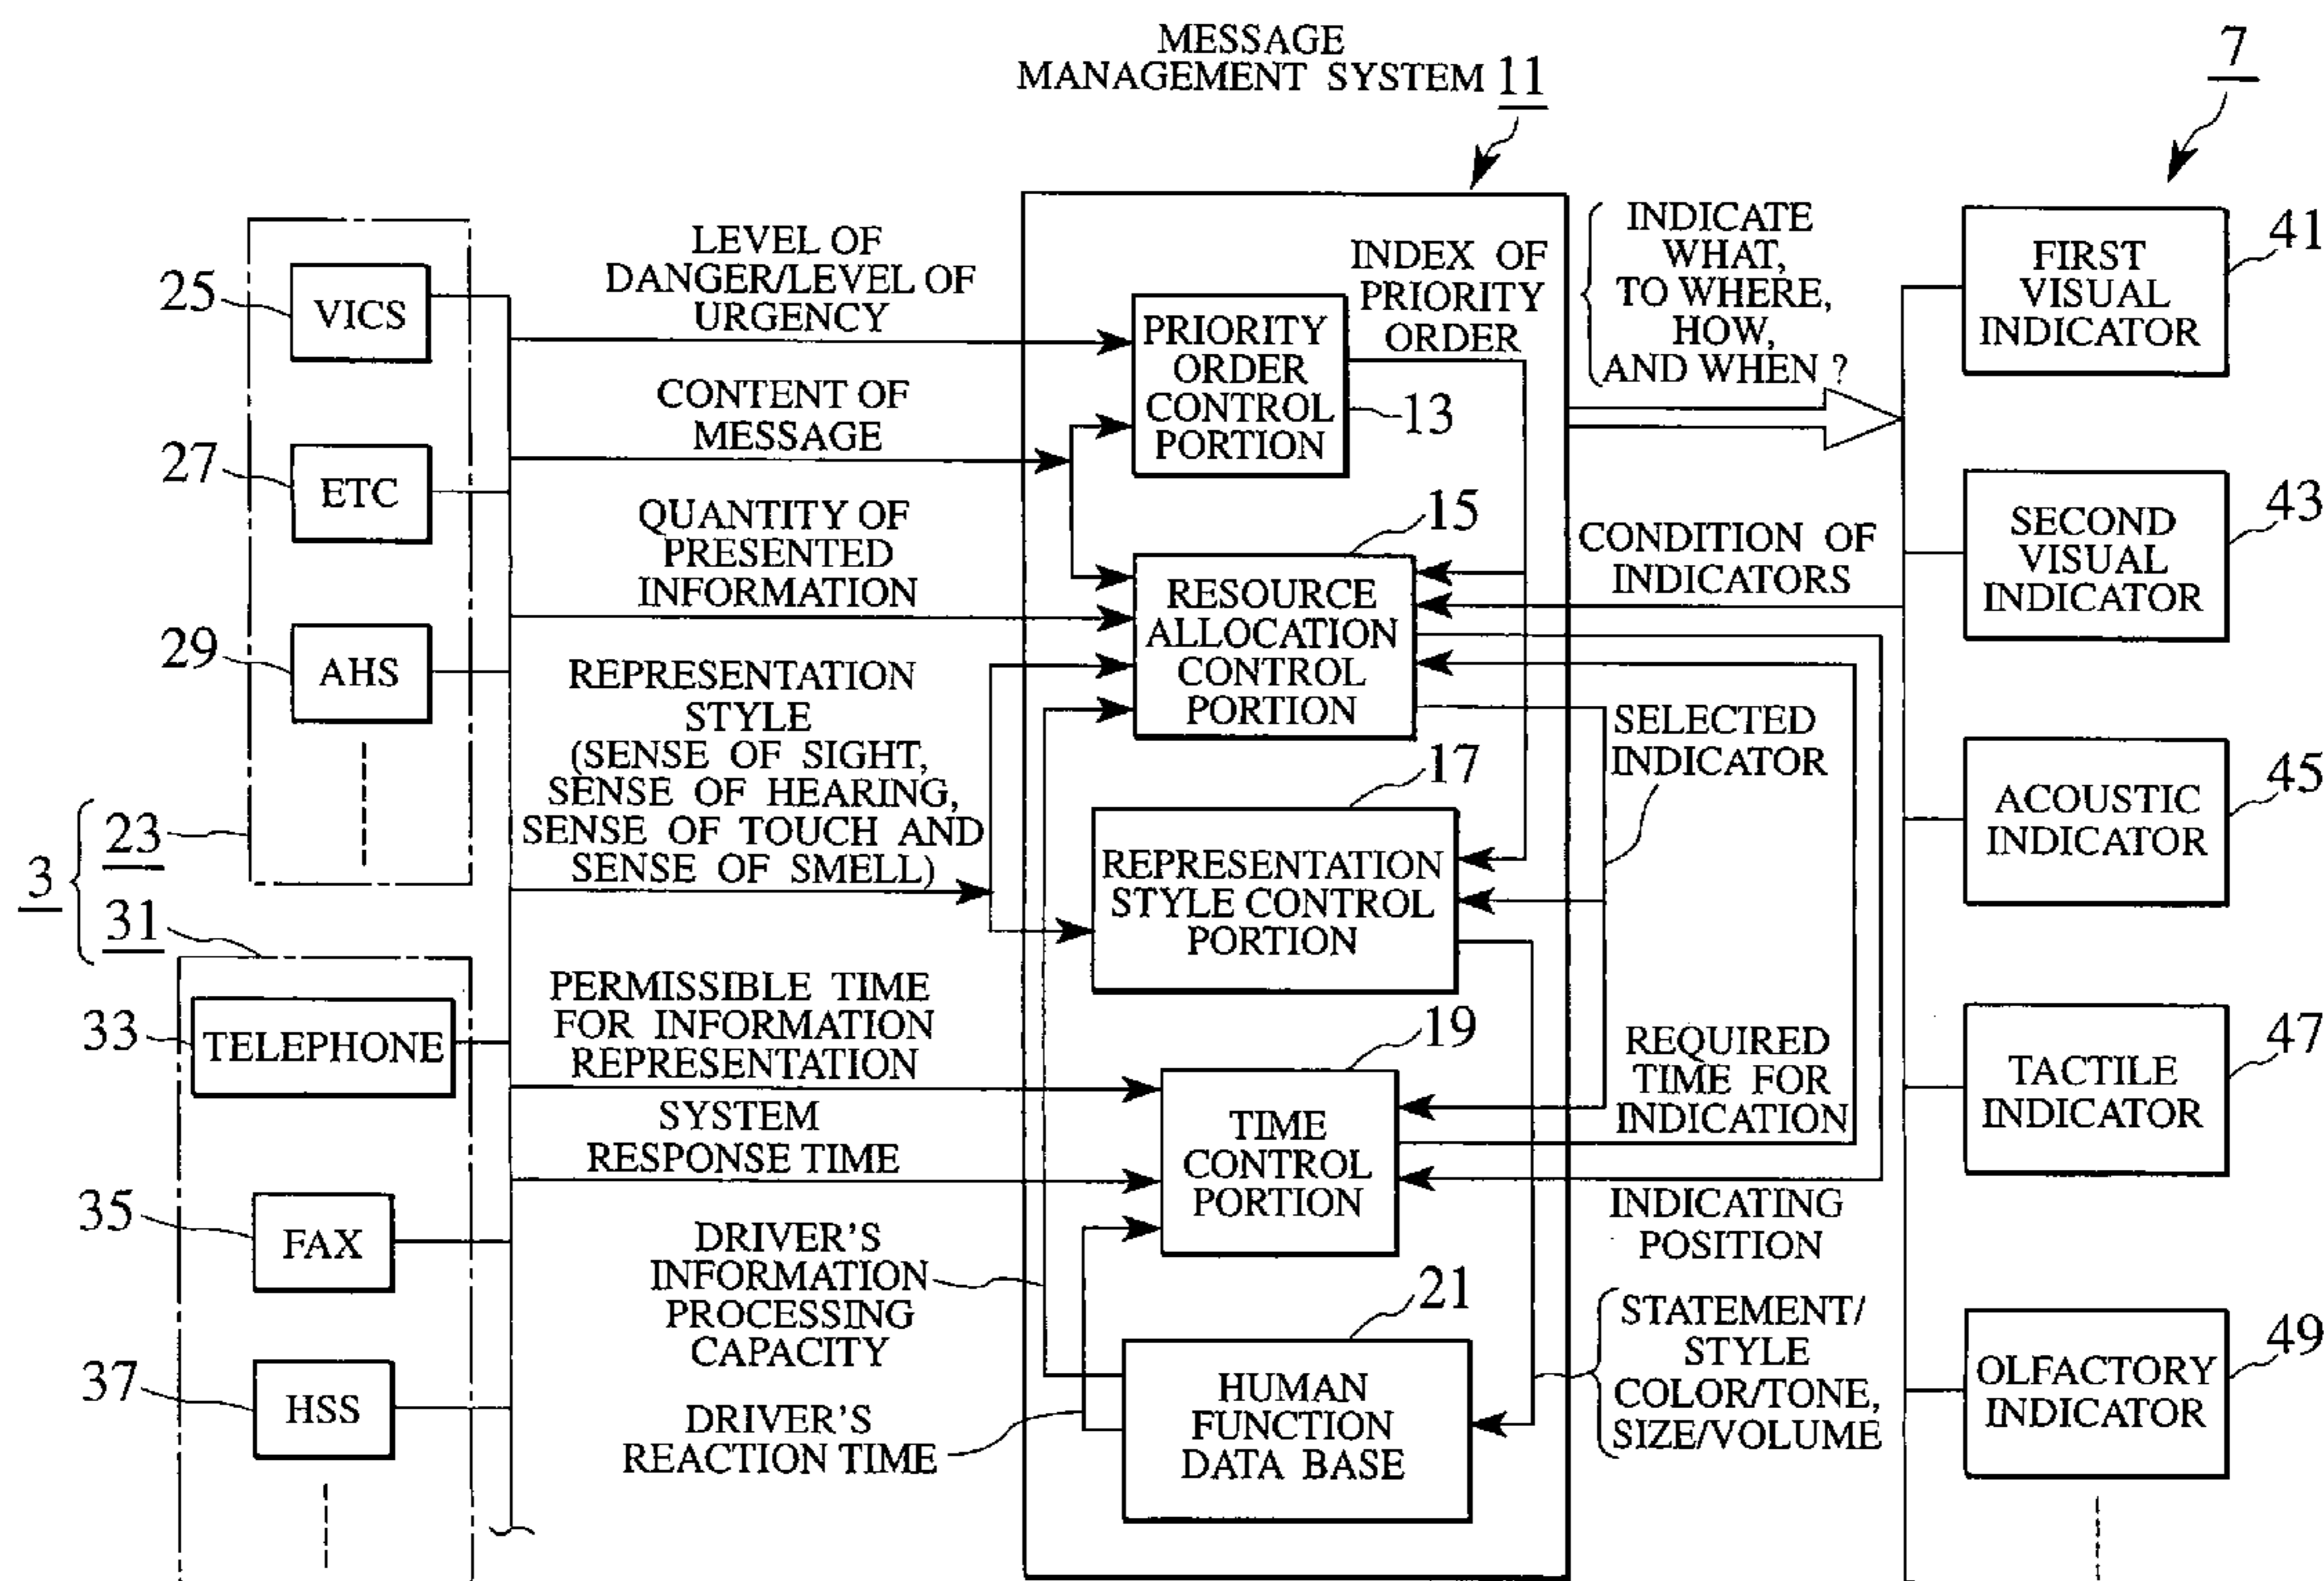 MESSAGE
MANAGEMENT SYSTEM 11
7
25
VICS
27
ETC
29
AHS
3
23
31
33
TELEPHONE
35
FAX
37
HSS
LEVEL OF
DANGER/LEVEL OF
URGENCY
CONTENT OF
MESSAGE
QUANTITY OF
PRESENTED
INFORMATION
REPRESENTATION
STYLE
(SENSE OF SIGHT,
SENSE OF HEARING,
SENSE OF TOUCH AND
SENSE OF SMELL)
PERMISSIBLE TIME
FOR INFORMATION
REPRESENTATION
SYSTEM
RESPONSE TIME
DRIVER'S
INFORMATION
PROCESSING
CAPACITY
DRIVER'S
REACTION TIME
PRIORITY
ORDER
CONTROL
PORTION
13
INDEX OF
PRIORITY
ORDER
15
RESOURCE
ALLOCATION
CONTROL
PORTION
17
REPRESENTATION
STYLE CONTROL
PORTION
19
TIME
CONTROL
PORTION
21
HUMAN
FUNCTION
DATA BASE
INDICATE
WHAT,
TO WHERE,
HOW,
AND WHEN ?
CONDITION OF
INDICATORS
SELECTED
INDICATOR
REQUIRED
TIME FOR
INDICATION
INDICATING
POSITION
STATEMENT/
STYLE
COLOR/TONE,
SIZE/VOLUME
FIRST
VISUAL
INDICATOR
41
SECOND
VISUAL
INDICATOR
43
ACOUSTIC
INDICATOR
45
TACTILE
INDICATOR
47
OLFACTORY
INDICATOR
49